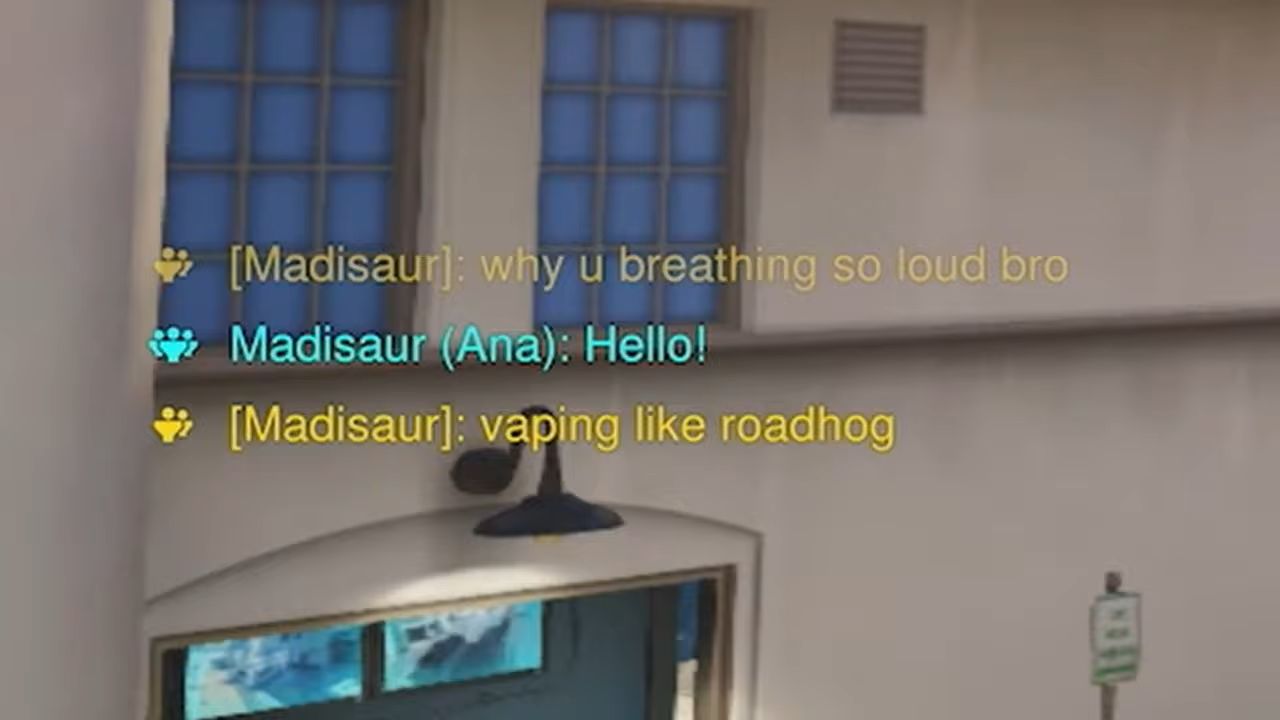 [Madisaur]: why u breathing so loud bro
Madisaur (Ana): Hello!
[Madisaur]: vaping like roadhog